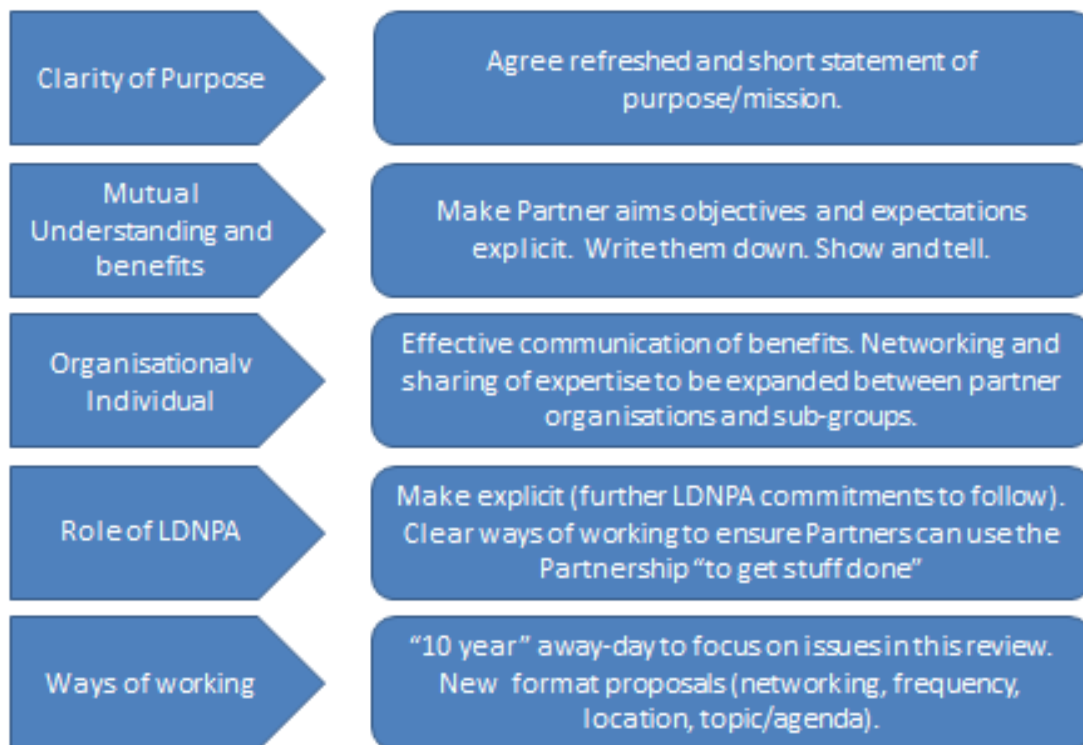 Clarity of Purpose
Agree refreshed and short statement of
purpose/mission.
Mutual
Understanding and
benefits
Make Partner aims objectives and expectations
explicit. Write them down. Show and tell.
Organisationalv
Individual
Effective communication of benefits. Networking and
sharing of expertise to be expanded between partner
organisations and sub-groups.
Role of LDNPA
Make explicit (further LDNPA commitments to follow).
Clear ways of working to ensure Partners can use the
Partnership “to get stuff done”
Ways of working
“10 year” away-day to focus on issues in this review.
New format proposals (networking, frequency,
location, topic/agenda).